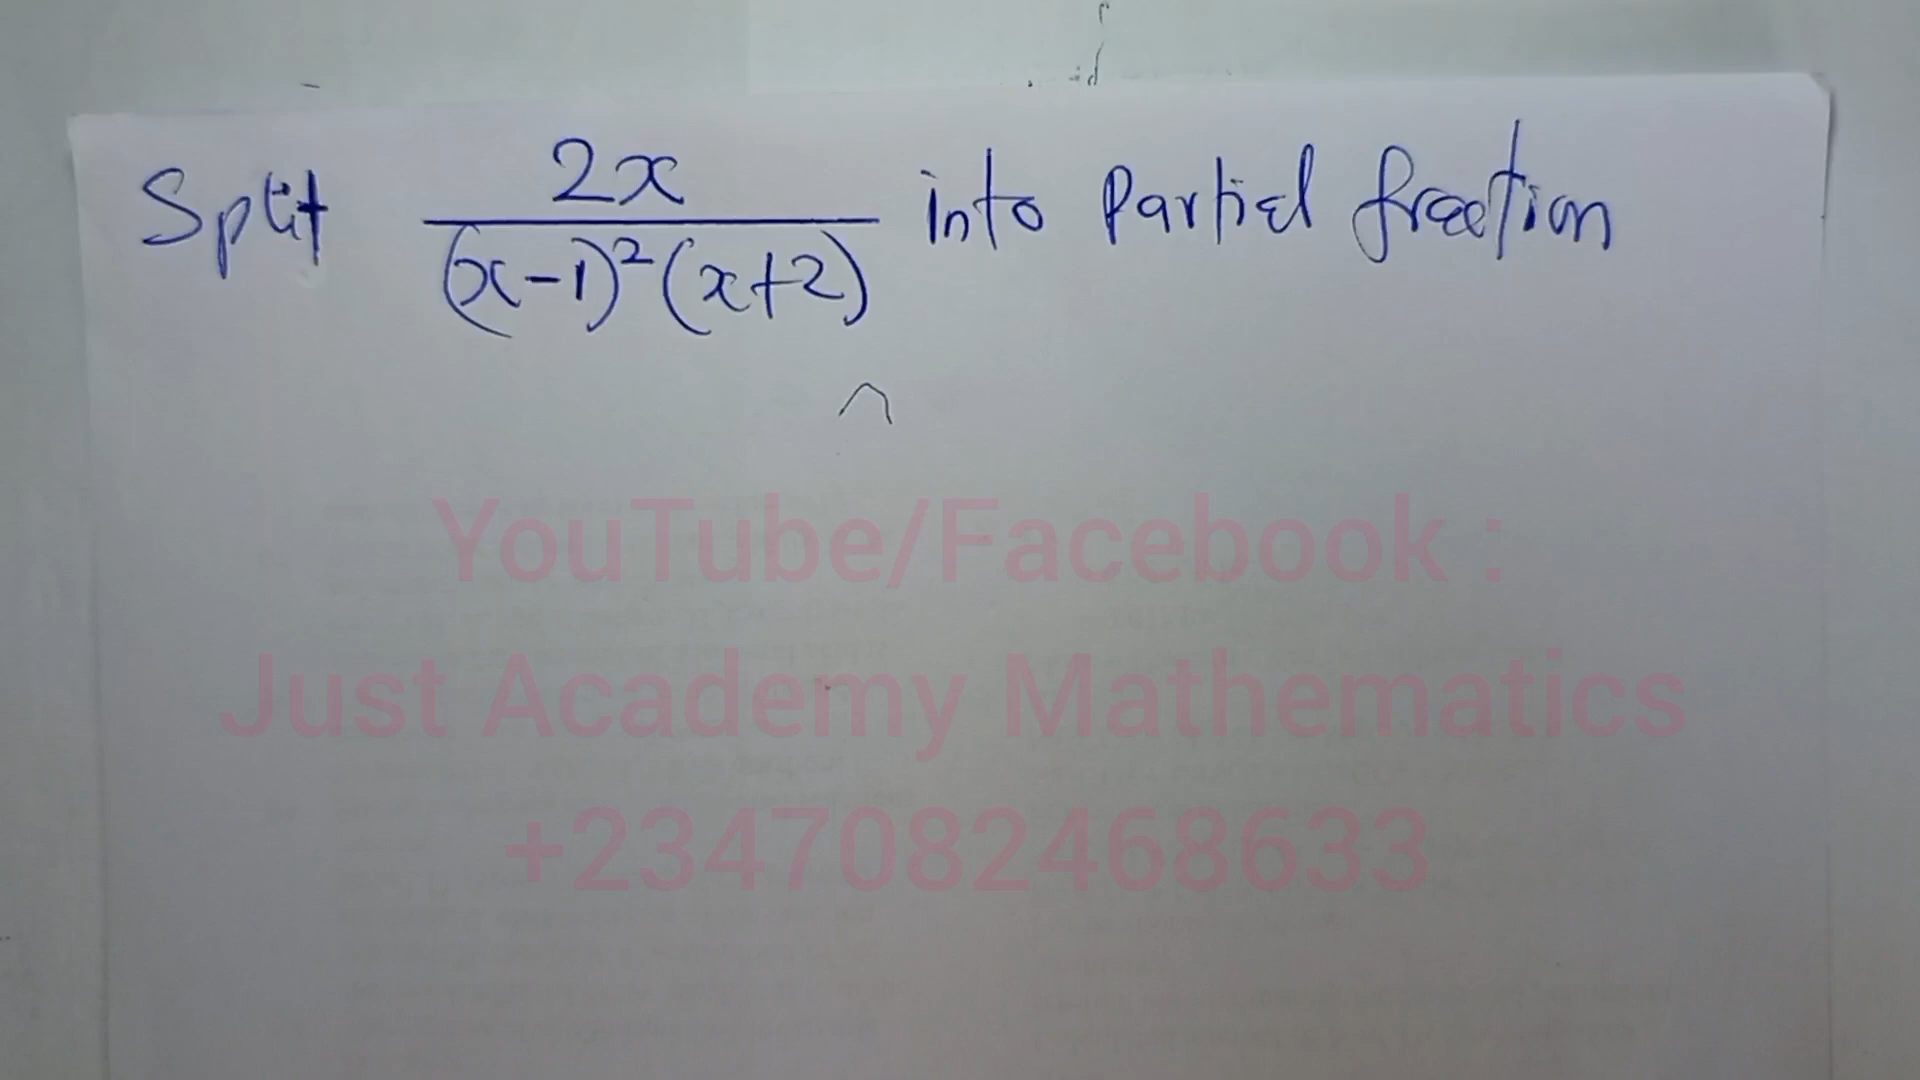 Split 2x / (x-1)²(x+2) into Partial fraction
YouTube/Facebook :
Just Academy Mathematics
+2347082468633